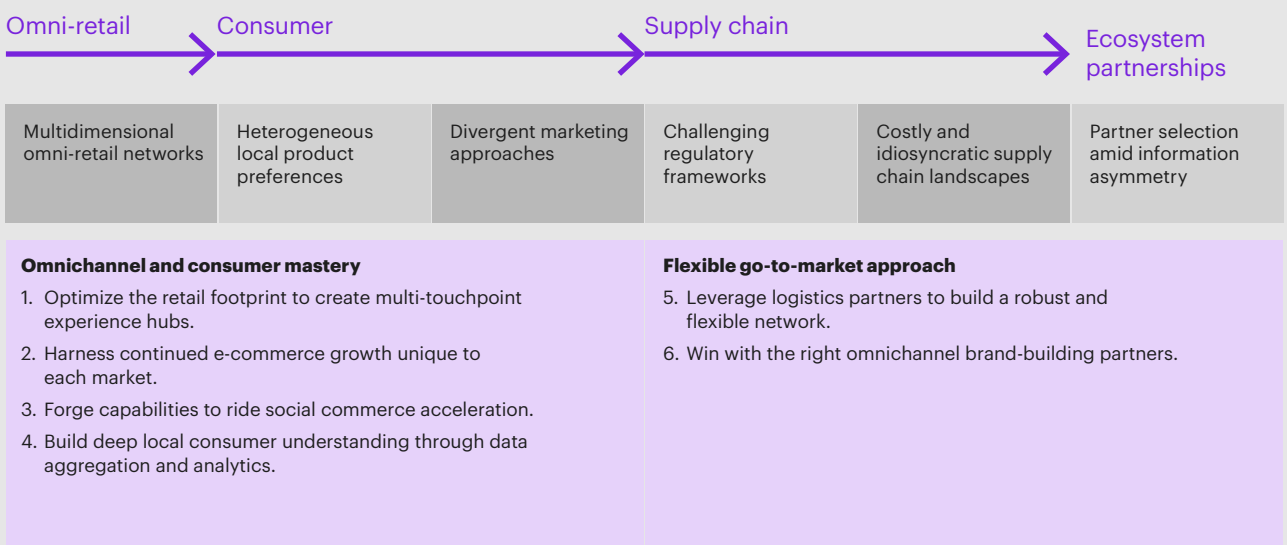 Omni-retail
Consumer
Supply chain
Ecosystem
partnerships
Multidimensional
omni-retail networks
Heterogeneous
local product
preferences
Divergent marketing
approaches
Challenging
regulatory
frameworks
Costly and
idiosyncratic supply
chain landscapes
Partner selection
amid information
asymmetry
Omnichannel and consumer mastery
1. Optimize the retail footprint to create multi-touchpoint
experience hubs.
2. Harness continued e-commerce growth unique to
each market.
3. Forge capabilities to ride social commerce acceleration.
4. Build deep local consumer understanding through data
aggregation and analytics.
Flexible go-to-market approach
5. Leverage logistics partners to build a robust and
flexible network.
6. Win with the right omnichannel brand-building partners.